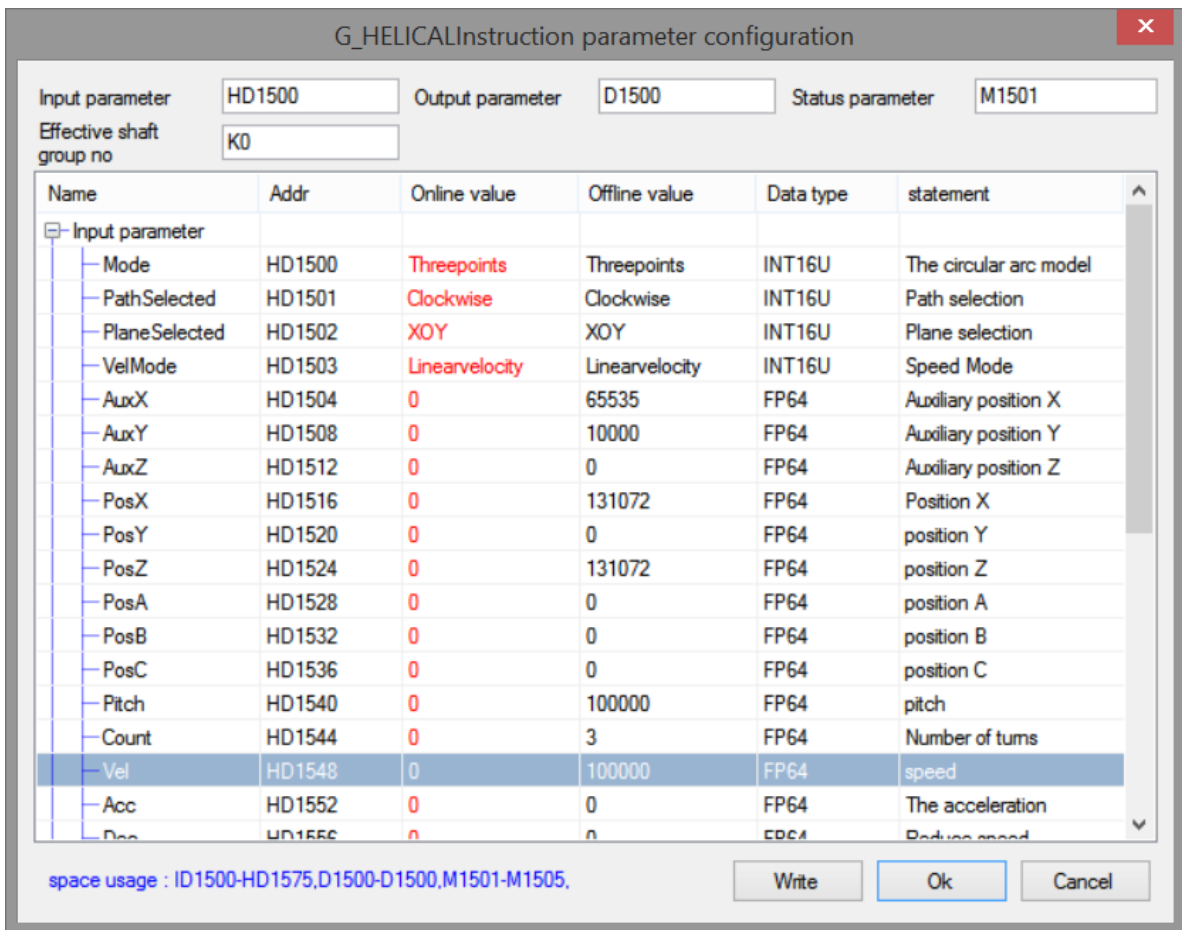 G_HELICALInstruction parameter configuration
Input parameter HD1500 Output parameter D1500 Status parameter M1501
Effective shaft
group no K0
Name Addr Online value Offline value Data type statement
Input parameter
Mode HD1500 Threepoints Threepoints INT16U The circular arc model
PathSelected HD1501 Clockwise Clockwise INT16U Path selection
PlaneSelected HD1502 XOY XOY INT16U Plane selection
VelMode HD1503 Linearvelocity Linearvelocity INT16U Speed Mode
AuxX HD1504 0 65535 FP64 Auxiliary position X
AuxY HD1508 0 10000 FP64 Auxiliary position Y
AuxZ HD1512 0 0 FP64 Auxiliary position Z
PosX HD1516 0 131072 FP64 Position X
PosY HD1520 0 0 FP64 position Y
PosZ HD1524 0 131072 FP64 position Z
PosA HD1528 0 0 FP64 position A
PosB HD1532 0 0 FP64 position B
PosC HD1536 0 0 FP64 position C
Pitch HD1540 0 100000 FP64 pitch
Count HD1544 0 3 FP64 Number of turns
Vel HD1548 0 100000 FP64 speed
Acc HD1552 0 0 FP64 The acceleration
Dec HD1556 0 0 FP64 Reduce speed
space usage : ID1500-HD1575,D1500-D1500,M1501-M1505,
Write Ok Cancel